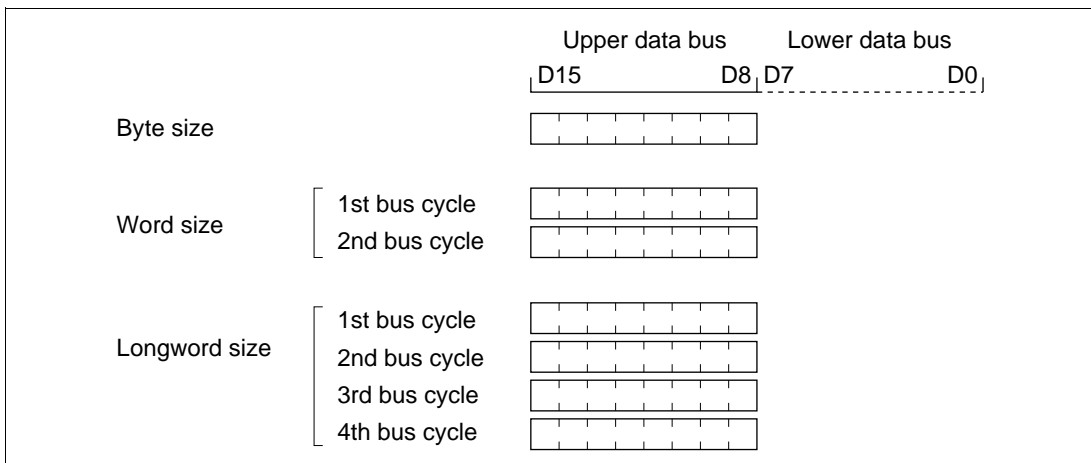 Upper data bus Lower data bus
D15 D8 D7 D0
Byte size
Word size
1st bus cycle
2nd bus cycle
Longword size
1st bus cycle
2nd bus cycle
3rd bus cycle
4th bus cycle